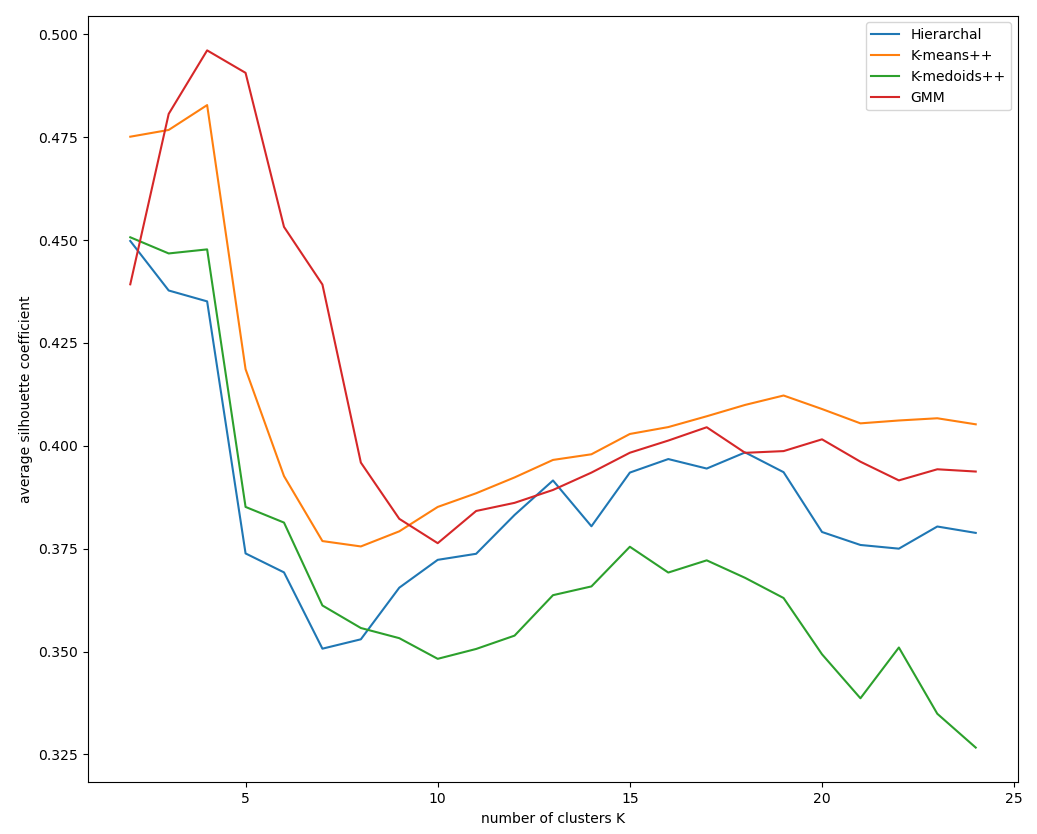 0.500
0.475
0.450
0.425
0.400
0.375
0.350
0.325
average silhouette coefficient
Hierarchal
K-means++
K-medoids++
GMM
5 10 15 20 25
number of clusters K